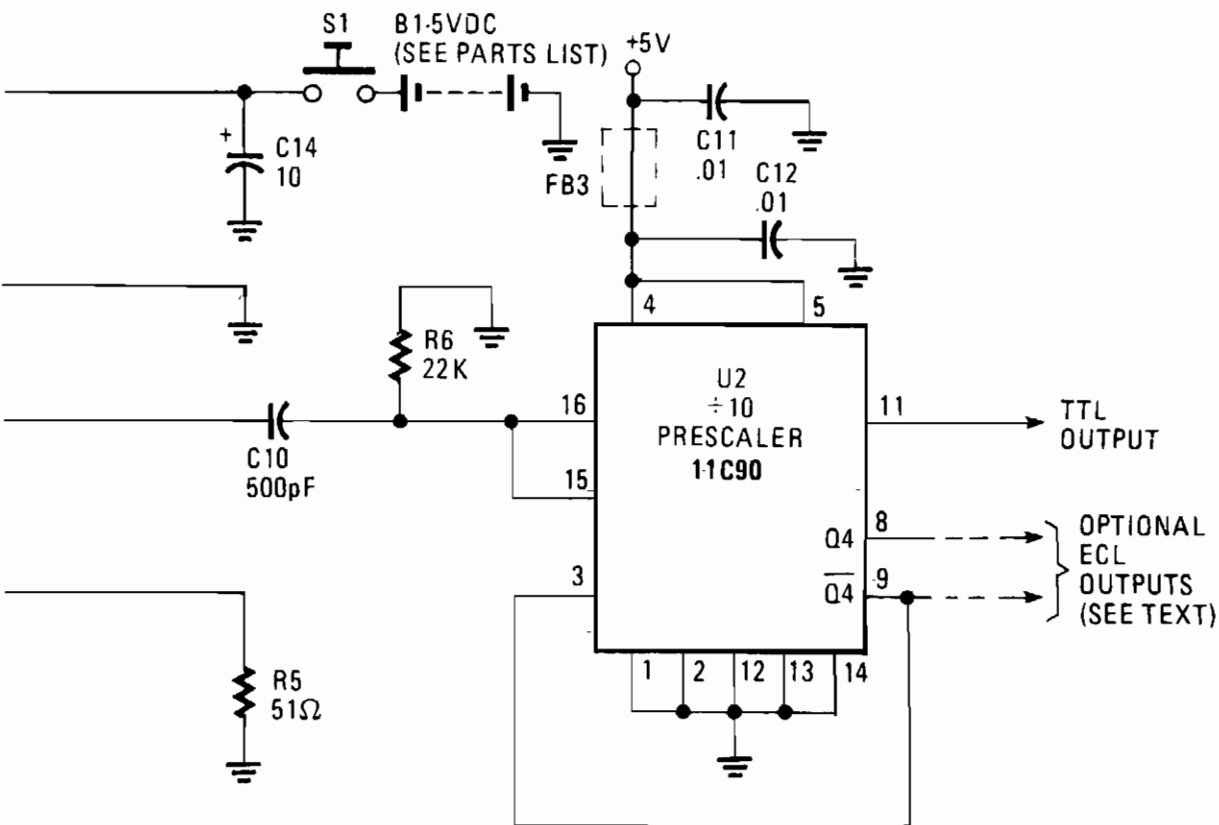 S1
B1-5VDC
(SEE PARTS LIST)
+5V
+
C14
10
FB3
C11
.01
C12
.01
4
5
R6
22K
16
15
3
C10
500pF
U2
÷10
PRESCALER
11C90
11
TTL
OUTPUT
Q4
8
Q4
9
OPTIONAL
ECL
OUTPUTS
(SEE TEXT)
R5
51Ω
1
2
12
13
14